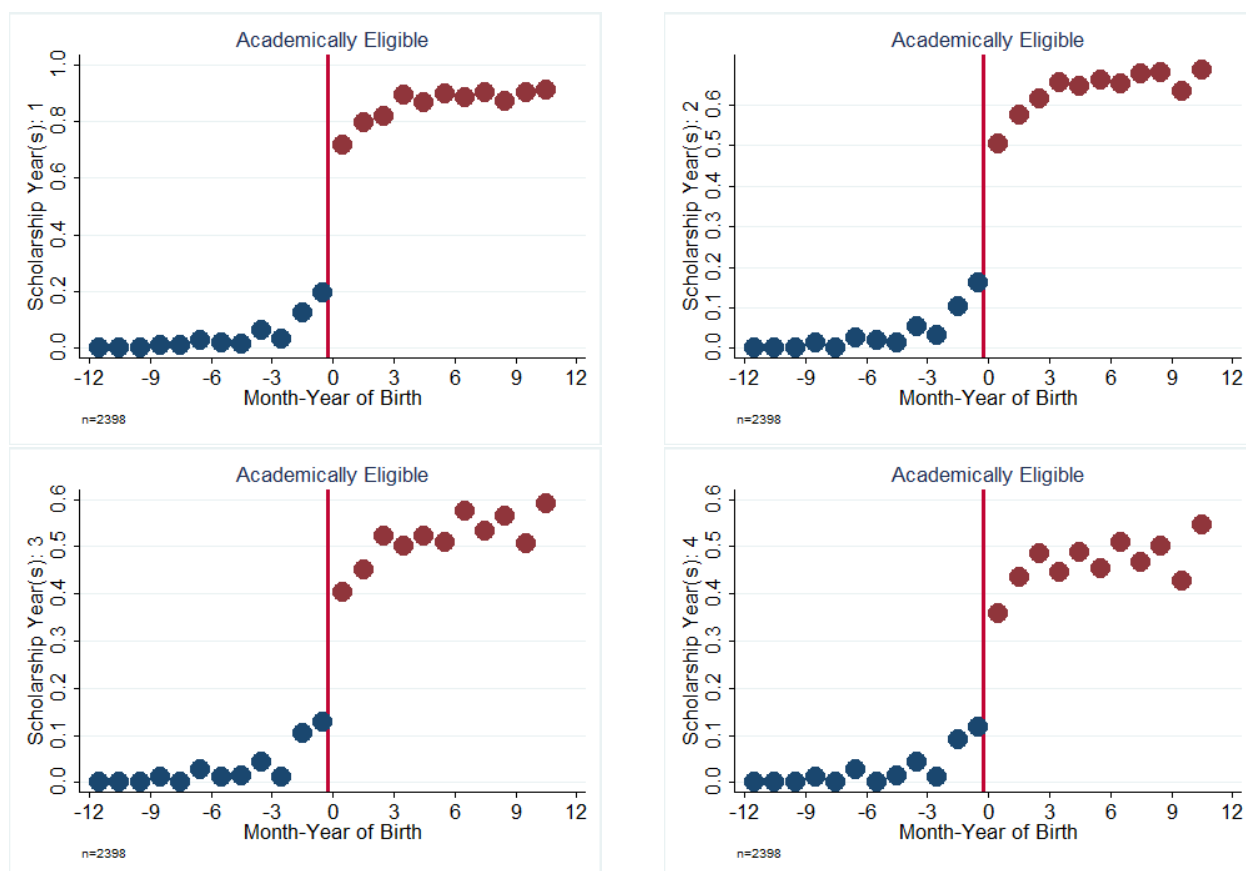 Academically Eligible
Scholarship Year(s): 1
1.0
0.8
0.6
0.4
0.2
0.0
-12 -9 -6 -3 0 3 6 9 12
Month-Year of Birth
n=2398
Academically Eligible
Scholarship Year(s): 2
0.6
0.5
0.4
0.3
0.2
0.1
0.0
-12 -9 -6 -3 0 3 6 9 12
Month-Year of Birth
n=2398
Academically Eligible
Scholarship Year(s): 3
0.6
0.5
0.4
0.3
0.2
0.1
0.0
-12 -9 -6 -3 0 3 6 9 12
Month-Year of Birth
n=2398
Academically Eligible
Scholarship Year(s): 4
0.6
0.5
0.4
0.3
0.2
0.1
0.0
-12 -9 -6 -3 0 3 6 9 12
Month-Year of Birth
n=2398